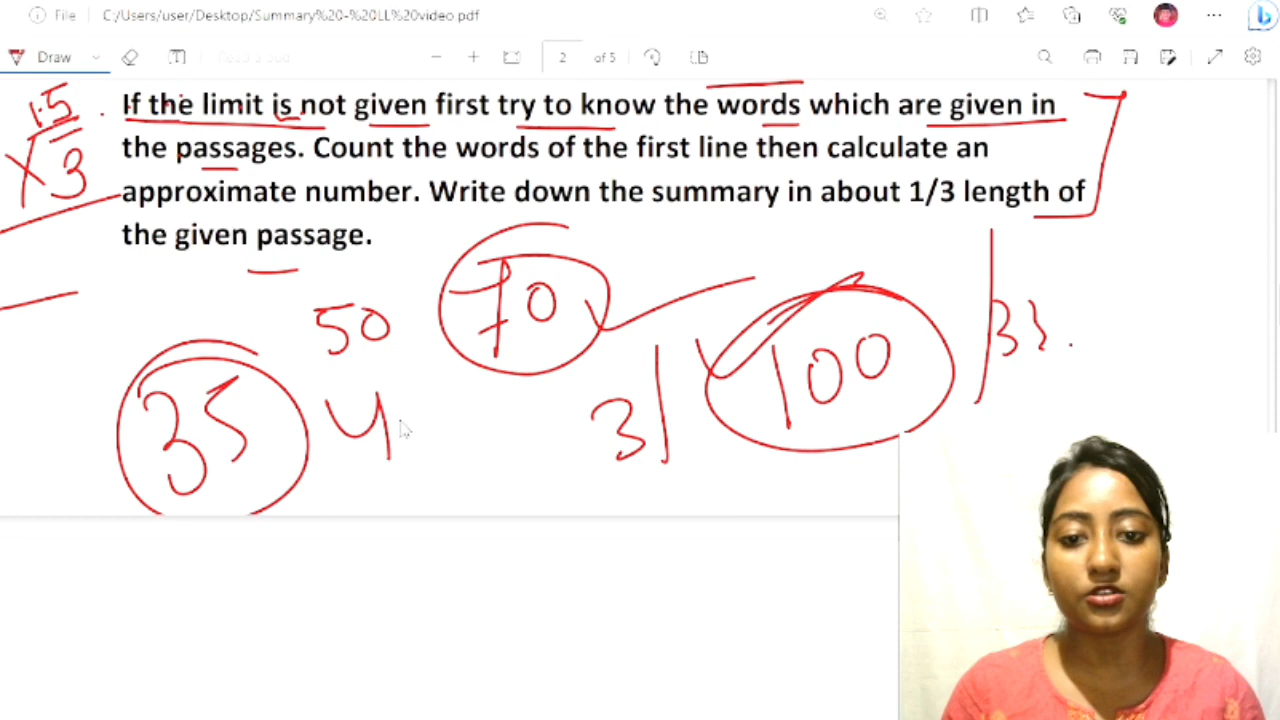 File C:/Users/user/Desktop/Summary%20-%20LL%20video.pdf
Draw Read aloud 2 of 5
1.5
× 3
If the limit is not given first try to know the words which are given in
the passages. Count the words of the first line then calculate an
approximate number. Write down the summary in about 1/3 length of
the given passage.
50 70
35 4 3 100 33.